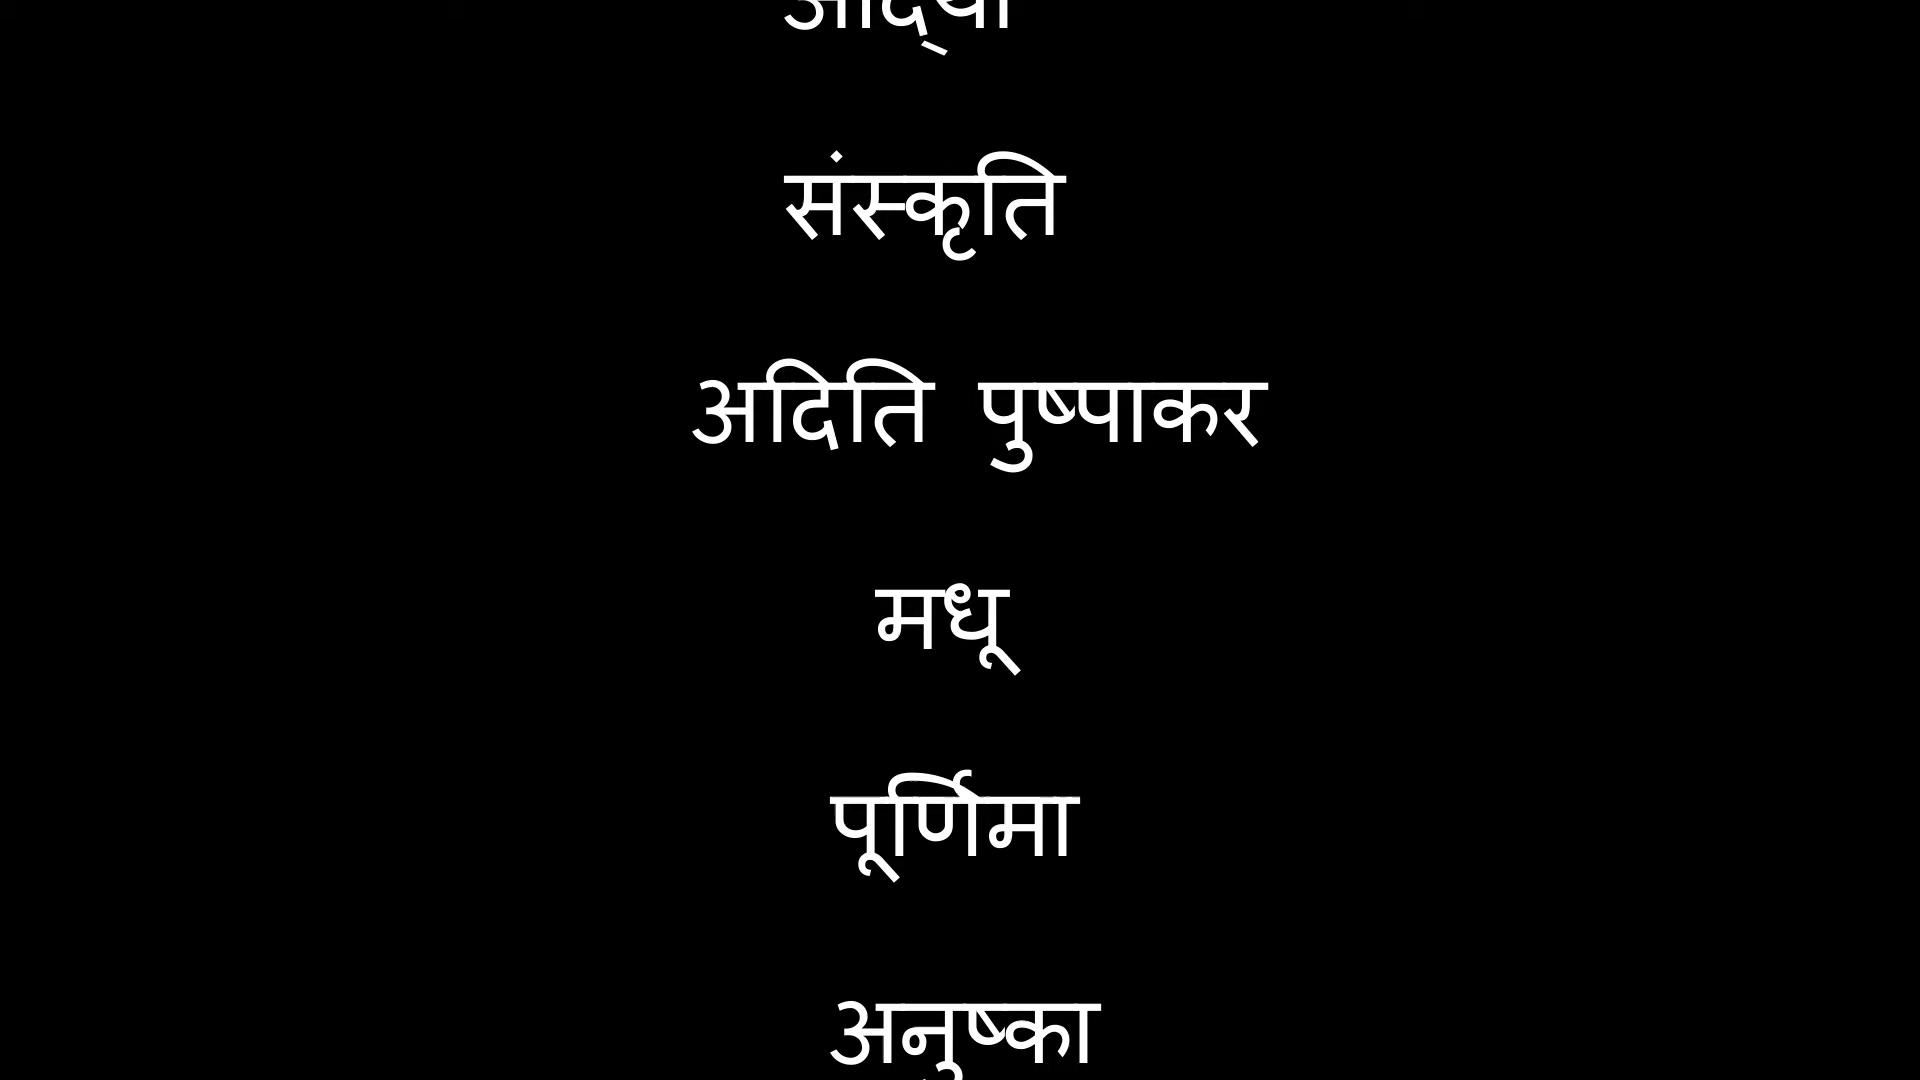 संस्कृति
अदिति पुष्पाकर
मधू
पूर्णिमा
अनुष्का